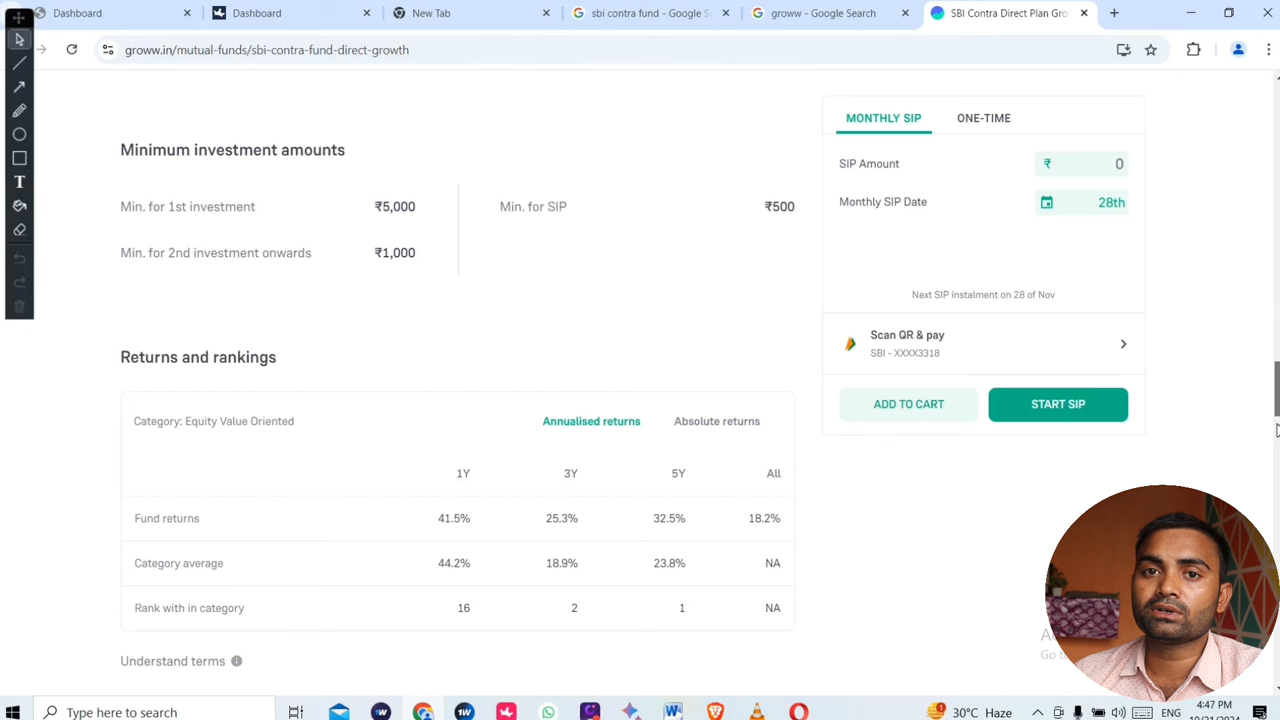 Dashboard
Dashboard
New T
sbi contra fund - Google S
groww - Google Search
SBI Contra Direct Plan Gro
groww.in/mutual-funds/sbi-contra-fund-direct-growth
T
Minimum investment amounts
Min. for 1st investment ₹5,000 Min. for SIP ₹500
Min. for 2nd investment onwards ₹1,000
MONTHLY SIP ONE-TIME
SIP Amount ₹ 0
Monthly SIP Date 28th
Next SIP instalment on 28 of Nov
Scan QR & pay
SBI - XXXX3318
ADD TO CART START SIP
Returns and rankings
Category: Equity Value Oriented Annualised returns Absolute returns
1Y 3Y 5Y All
Fund returns 41.5% 25.3% 32.5% 18.2%
Category average 44.2% 18.9% 23.8% NA
Rank with in category 16 2 1 NA
Understand terms
Go to
Type here to search
30°C Haze
ENG
4:47 PM
10/21/2024